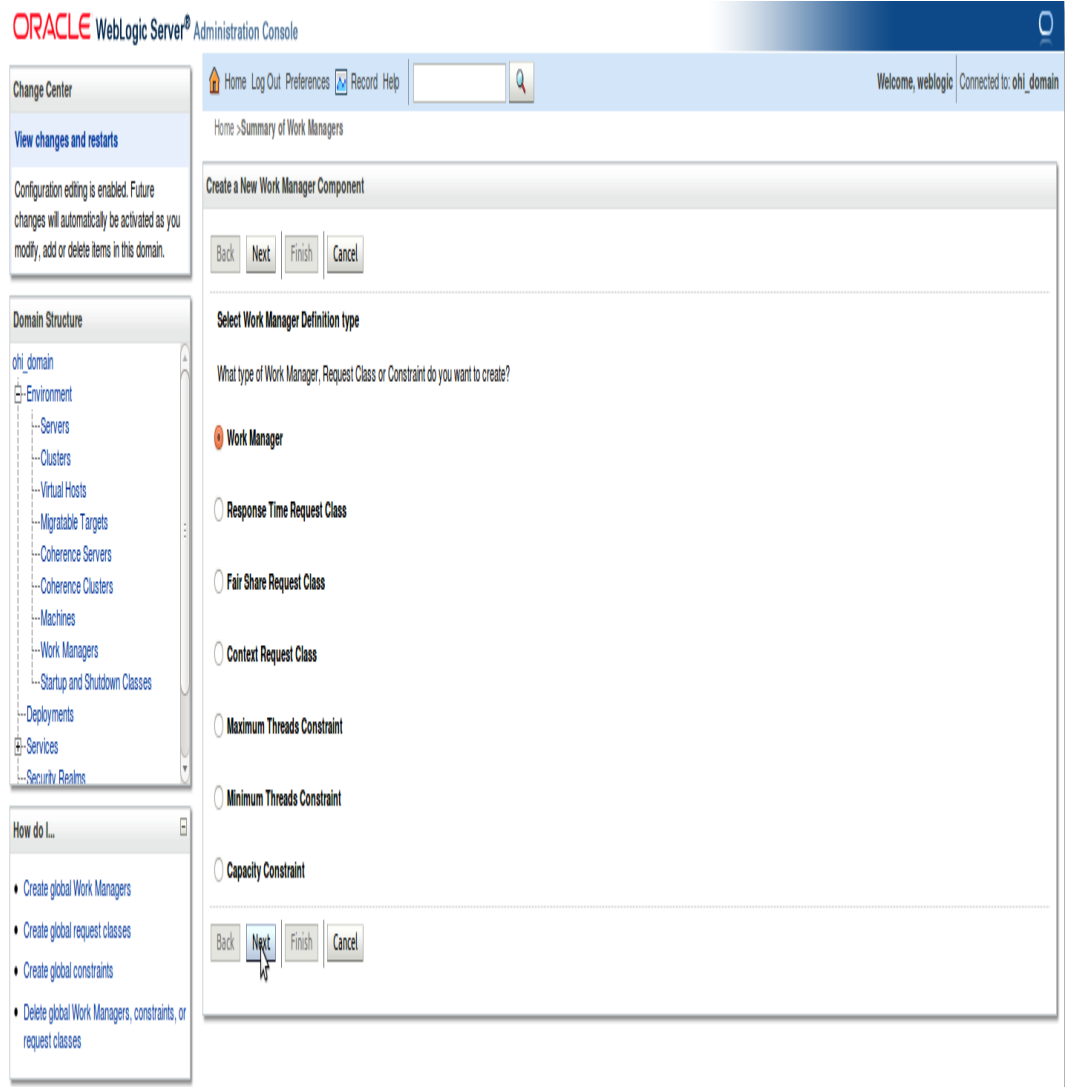 ORACLE WebLogic Server® Administration Console
Change Center
View changes and restarts
Configuration editing is enabled. Future
changes will automatically be activated as you
modify, add or delete items in this domain.
Domain Structure
ohi_domain
Environment
Servers
Clusters
Virtual Hosts
Migratable Targets
Coherence Servers
Coherence Clusters
Machines
Work Managers
Startup and Shutdown Classes
Deployments
Services
Security Realms
How do I...
Create global Work Managers
Create global request classes
Create global constraints
Delete global Work Managers, constraints, or
request classes
Home Log Out Preferences Record Help
Welcome, weblogic Connected to: ohi_domain
Home >Summary of Work Managers
Create a New Work Manager Component
Back Next Finish Cancel
Select Work Manager Definition type
What type of Work Manager, Request Class or Constraint do you want to create?
Work Manager
Response Time Request Class
Fair Share Request Class
Context Request Class
Maximum Threads Constraint
Minimum Threads Constraint
Capacity Constraint
Back Next Finish Cancel